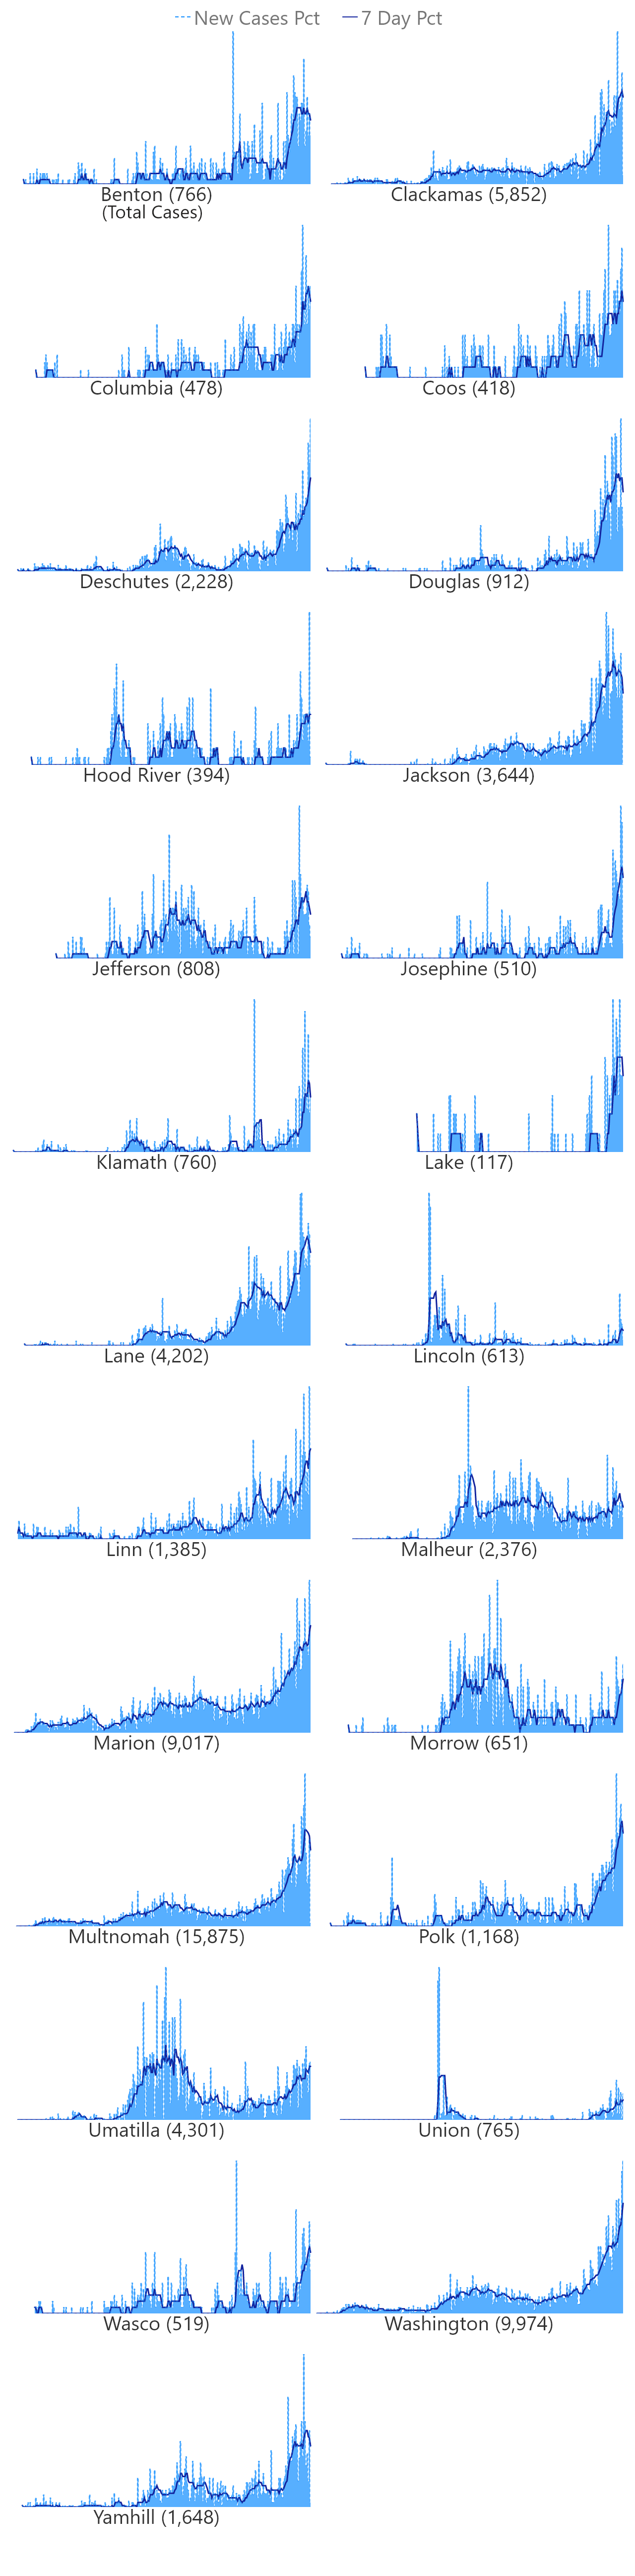 New Cases Pct 7 Day Pct
Benton (766)
(Total Cases)
Clackamas (5,852)
Columbia (478)
Coos (418)
Deschutes (2,228)
Douglas (912)
Hood River (394)
Jackson (3,644)
Jefferson (808)
Josephine (510)
Klamath (760)
Lake (117)
Lane (4,202)
Lincoln (613)
Linn (1,385)
Malheur (2,376)
Marion (9,017)
Morrow (651)
Multnomah (15,875)
Polk (1,168)
Umatilla (4,301)
Union (765)
Wasco (519)
Washington (9,974)
Yamhill (1,648)